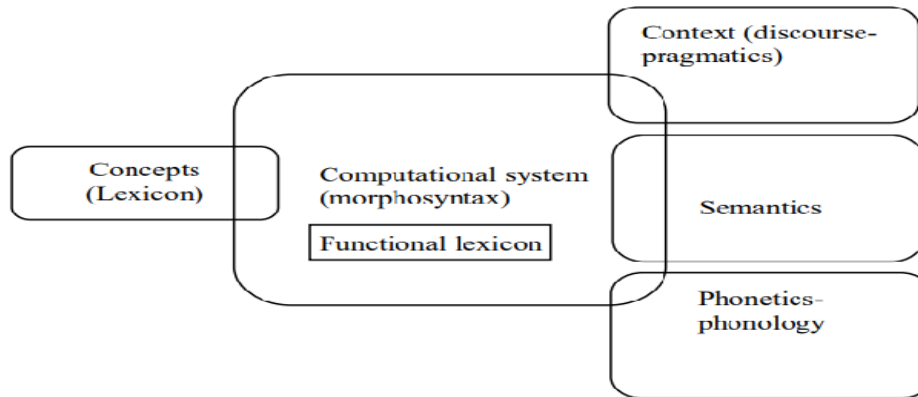 Context (discourse-
pragmatics)
Concepts
(Lexicon)
Computational system
(morphosyntax)
Functional lexicon
Semantics
Phonetics-
phonology